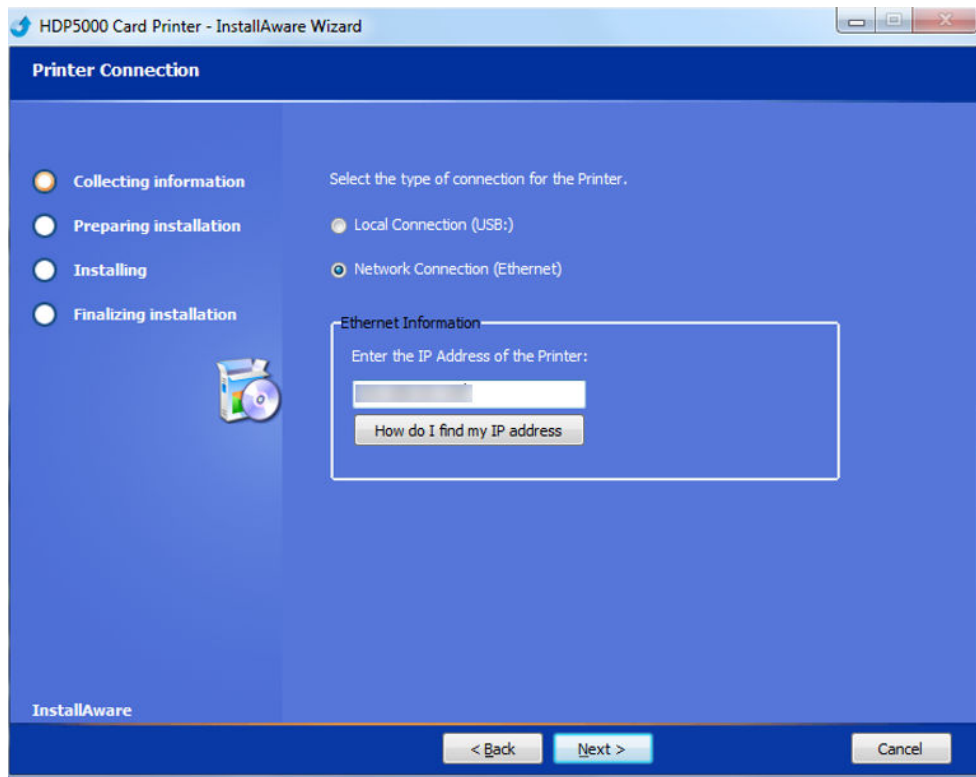 HDP5000 Card Printer - InstallAware Wizard
Printer Connection
Collecting information
Preparing installation
Installing
Finalizing installation
Select the type of connection for the Printer.
Local Connection (USB:)
Network Connection (Ethernet)
Ethernet Information
Enter the IP Address of the Printer:
How do I find my IP address
InstallAware
< Back
Next >
Cancel